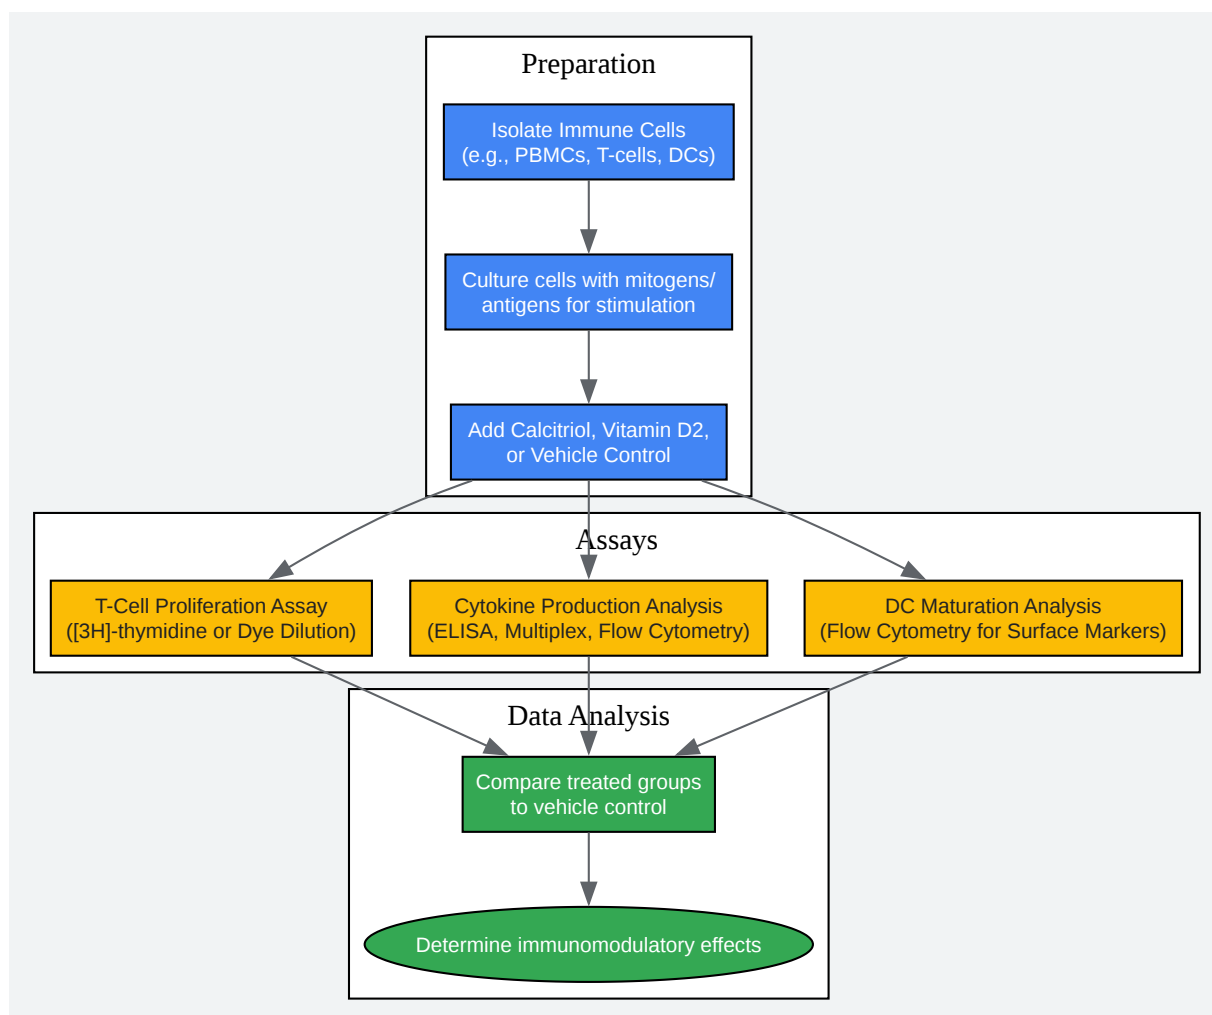 Preparation
Isolate Immune Cells
(e.g., PBMCs, T-cells, DCs)
Culture cells with mitogens/
antigens for stimulation
Add Calcitriol, Vitamin D2,
or Vehicle Control
Assays
T-Cell Proliferation Assay
([3H]-thymidine or Dye Dilution)
Cytokine Production Analysis
(ELISA, Multiplex, Flow Cytometry)
DC Maturation Analysis
(Flow Cytometry for Surface Markers)
Data Analysis
Compare treated groups
to vehicle control
Determine immunomodulatory effects